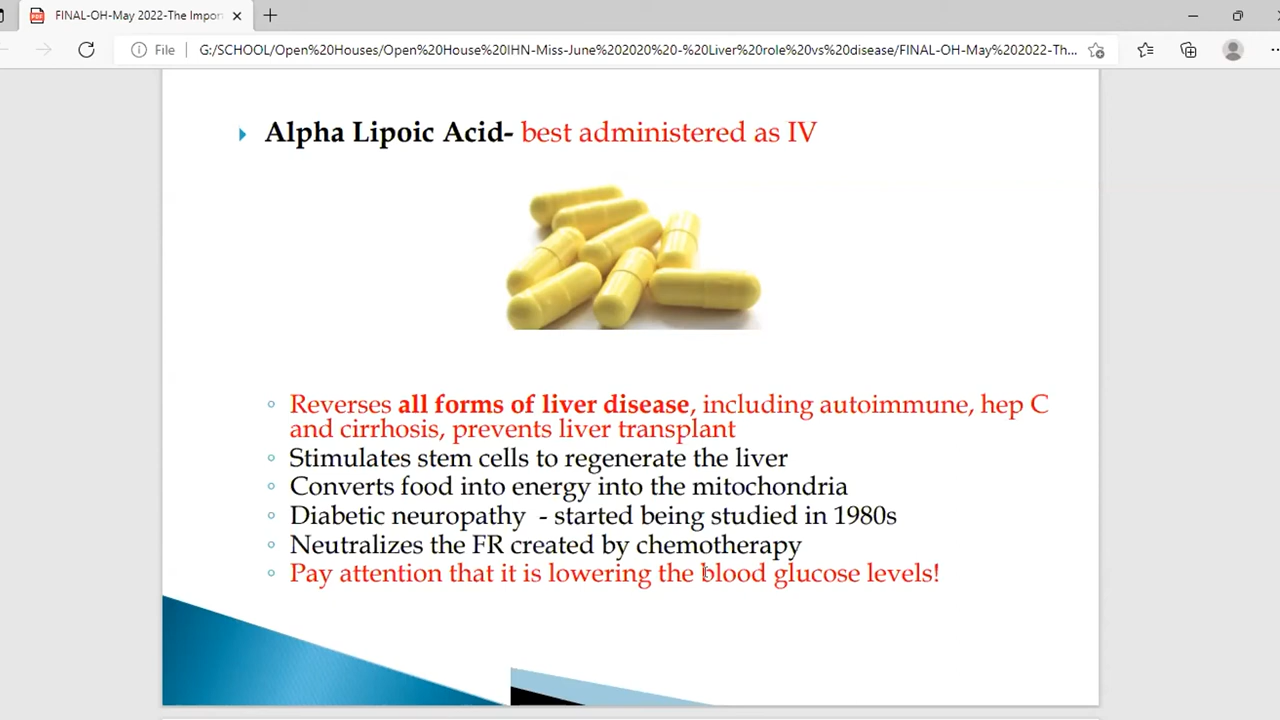 FINAL-OH-May 2022-The Impor
File
G:/SCHOOL/Open%20Houses/Open%20House%20IHN-Miss-June%202020%20-%20Liver%20role%20vs%20disease/FINAL-OH-May%202022-Th...
Alpha Lipoic Acid- best administered as IV
Reverses all forms of liver disease, including autoimmune, hep C
and cirrhosis, prevents liver transplant
Stimulates stem cells to regenerate the liver
Converts food into energy into the mitochondria
Diabetic neuropathy - started being studied in 1980s
Neutralizes the FR created by chemotherapy
Pay attention that it is lowering the blood glucose levels!